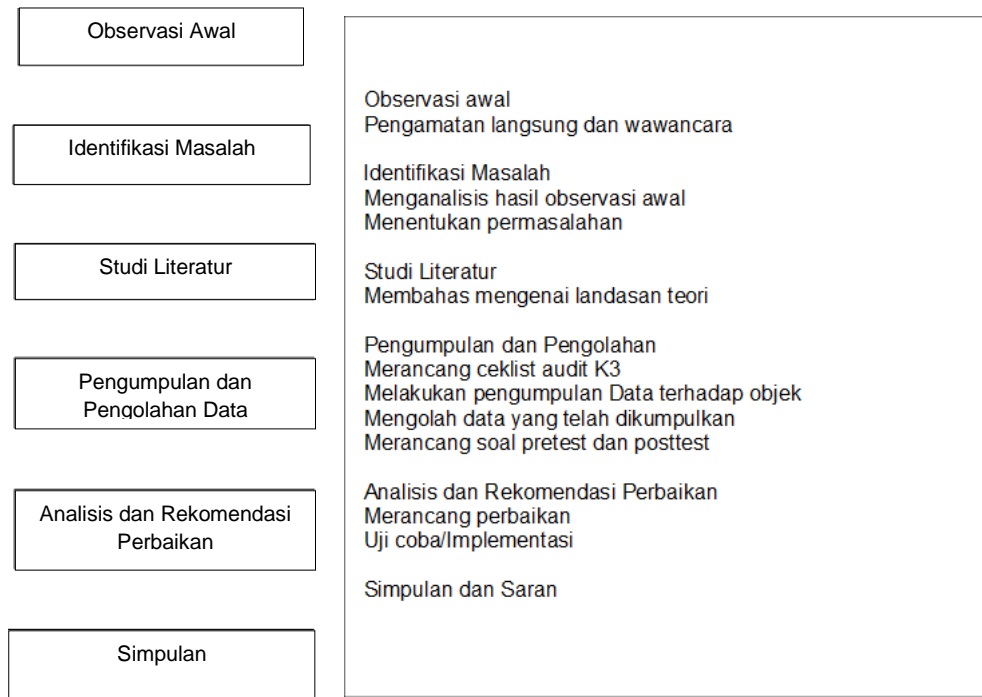 Observasi Awal
Identifikasi Masalah
Studi Literatur
Pengumpulan dan
Pengolahan Data
Analisis dan Rekomendasi
Perbaikan
Simpulan
Observasi awal
Pengamatan langsung dan wawancara
Identifikasi Masalah
Menganalisis hasil observasi awal
Menentukan permasalahan
Studi Literatur
Membahas mengenai landasan teori
Pengumpulan dan Pengolahan
Merancang ceklist audit K3
Melakukan pengumpulan Data terhadap objek
Mengolah data yang telah dikumpulkan
Merancang soal pretest dan posttest
Analisis dan Rekomendasi Perbaikan
Merancang perbaikan
Uji coba/Implementasi
Simpulan dan Saran